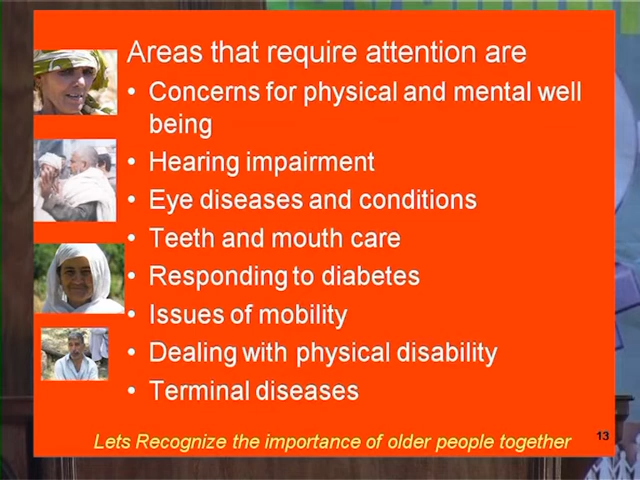 Areas that require attention are
• Concerns for physical and mental well
being
• Hearing impairment
• Eye diseases and conditions
• Teeth and mouth care
• Responding to diabetes
• Issues of mobility
• Dealing with physical disability
• Terminal diseases
Lets Recognize the importance of older people together
13